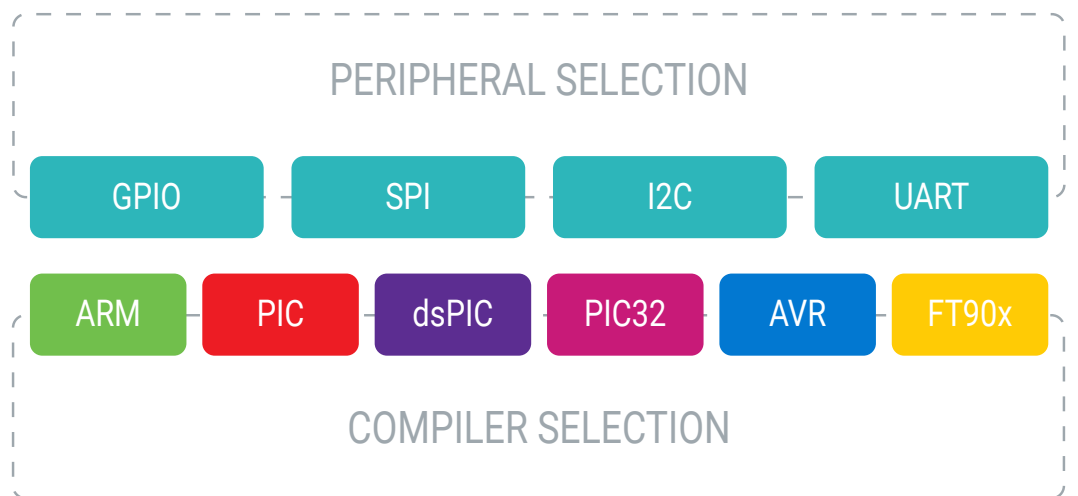 PERIPHERAL SELECTION
GPIO SPI I2C UART
ARM PIC dsPIC PIC32 AVR FT90x
COMPILER SELECTION